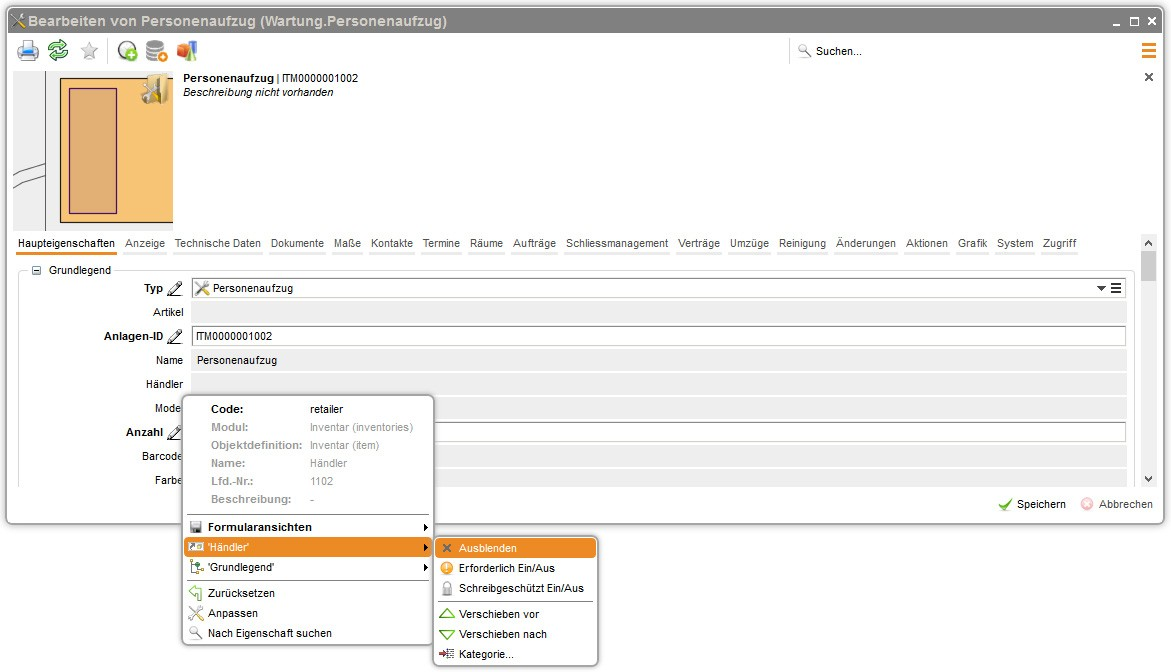 Bearbeiten von Personenaufzug (Wartung.Personenaufzug)
Suchen...
Personenaufzug | ITM0000001002
Beschreibung nicht vorhanden
Haupteigenschaften Anzeige Technische Daten Dokumente Maße Kontakte Termine Räume Aufträge Schliessmanagement Verträge Umzüge Reinigung Änderungen Aktionen Grafik System Zugriff
Grundlegend
Typ Personenaufzug
Artikel
Anlagen-ID ITM0000001002
Name Personenaufzug
Händler
Mode
Anzahl
Barcode
Farbe
Code: retailer
Modul: Inventar (inventories)
Objektdefinition: Inventar (item)
Name: Händler
Lfd.-Nr.: 1102
Beschreibung: -
Formularansichten
'Händler'
'Grundlegend'
Zurücksetzen
Anpassen
Nach Eigenschaft suchen
Ausblenden
Erforderlich Ein/Aus
Schreibgeschützt Ein/Aus
Verschieben vor
Verschieben nach
Kategorie...
Speichern Abbrechen